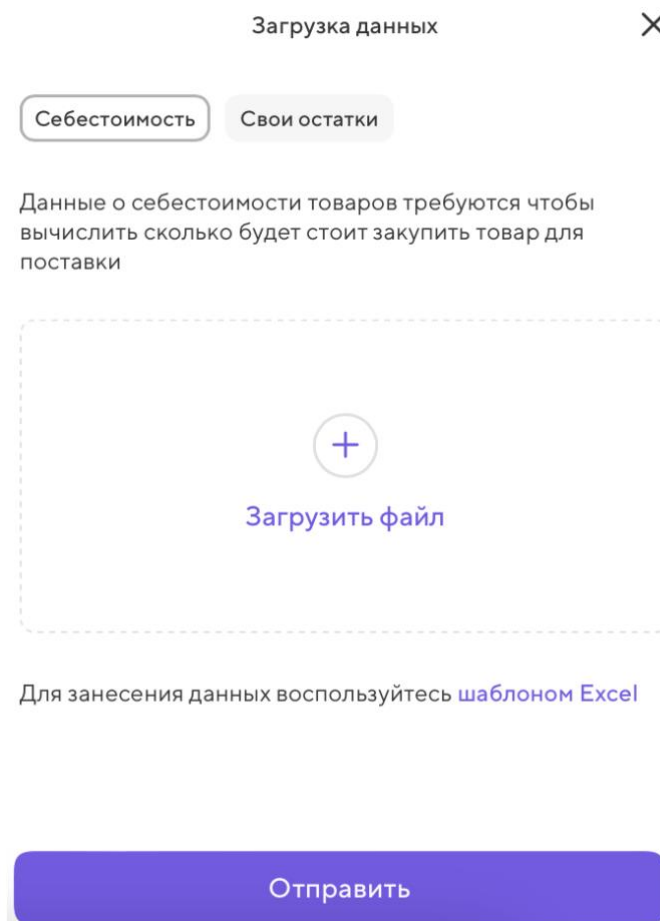 Загрузка данных
Себестоимость
Свои остатки
Данные о себестоимости товаров требуются чтобы
вычислить сколько будет стоит закупить товар для
поставки
Загрузить файл
Для занесения данных воспользуйтесь шаблоном Excel
Отправить